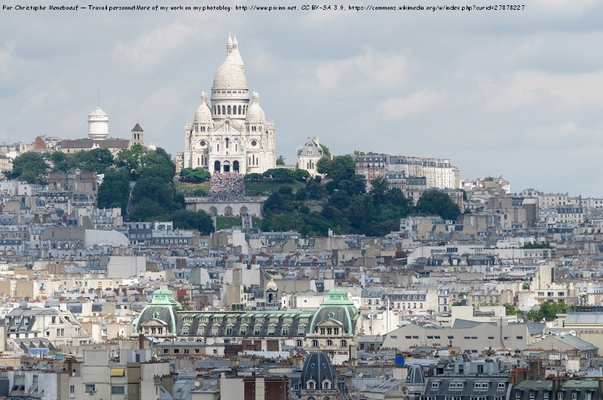 Par Christophe Meneboeuf — Travail personnelMore of my work on my photoblog: http://www.pixinn.net, CC BY-SA 3.0, https://commons.wikimedia.org/w/index.php?curid=27878227